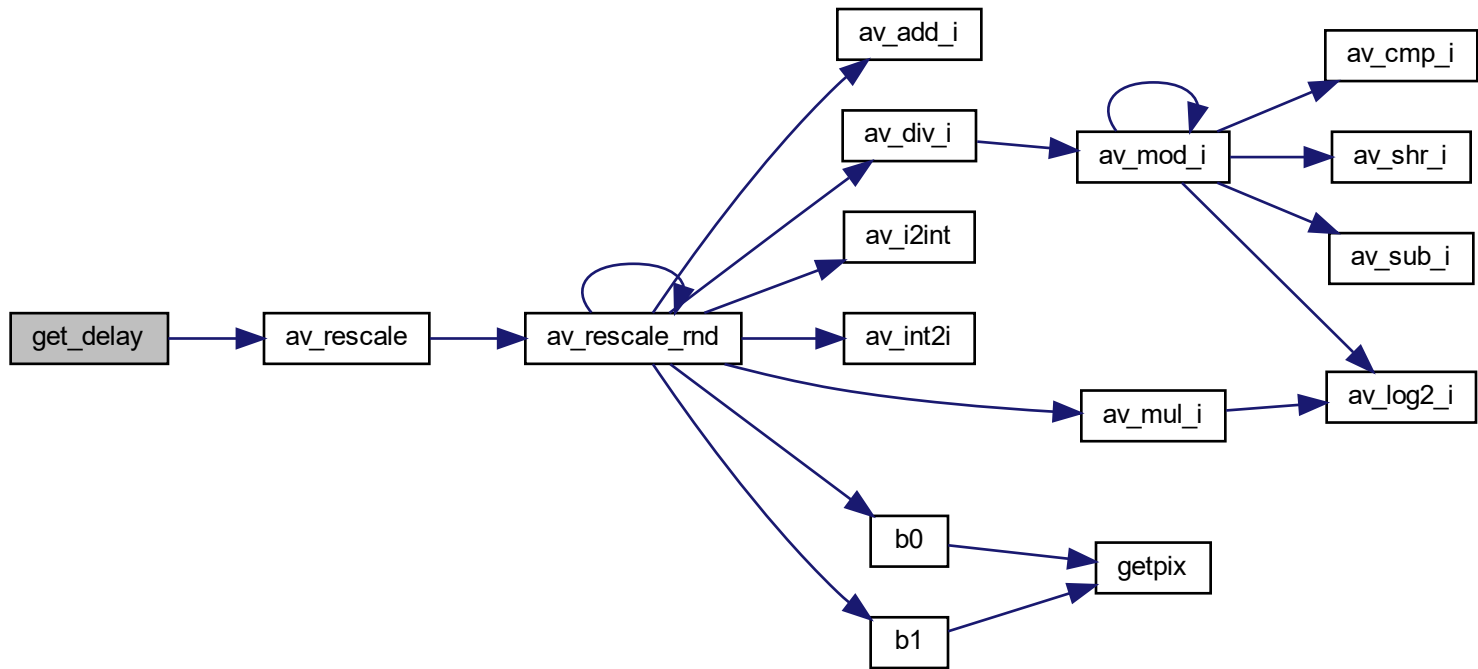 av_add_i
av_cmp_i
av_div_i
av_mod_i
av_shr_i
av_i2int
av_sub_i
get_delay
av_rescale
av_rescale_rnd
av_int2i
av_mul_i
av_log2_i
b0
getpix
b1